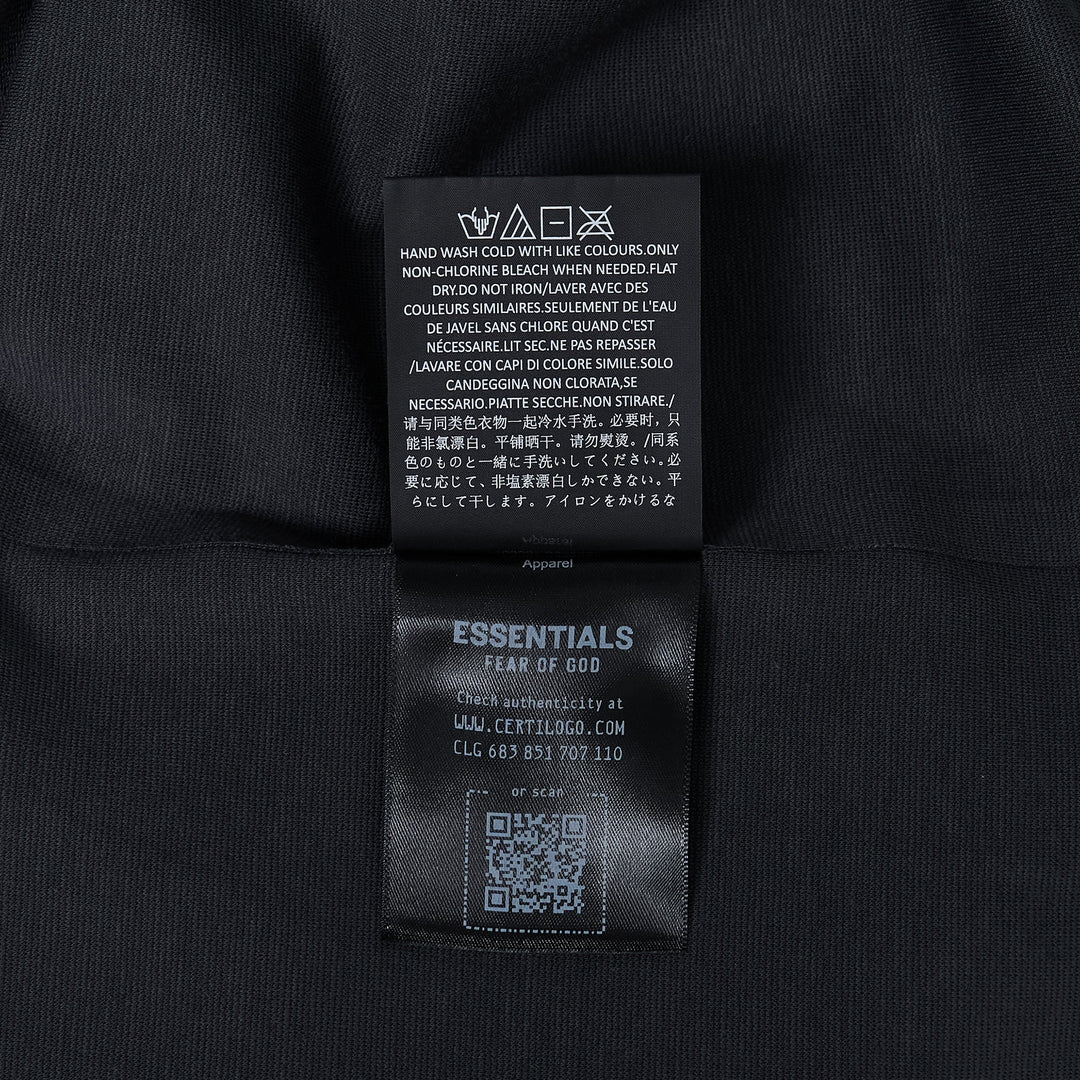 HAND WASH COLD WITH LIKE COLOURS.ONLY
NON-CHLORINE BLEACH WHEN NEEDED.FLAT
DRY.DO NOT IRON/LAVER AVEC DES
COULEURS SIMILAIRES.SEULEMENT DE L'EAU
DE JAVEL SANS CHLORE QUAND C'EST
NÉCESSAIRE.LIT SEC.NE PAS REPASSER
/LAVARE CON CAPI DI COLORE SIMILE.SOLO
CANDEGGINA NON CLORATA,SE
NECESSARIO.PIATTE SECCHE.NON STIRARE./
请与同类色衣物一起冷水手洗。必要时，只
能非氯漂白。平铺晒干。请勿熨烫。/同系
色のものと一緒に手洗いしてください。必
要に応じて、非塩素漂白しかできない。平
らにして干します。アイロンをかけるな
Apparel
ESSENTIALS
FEAR OF GOD
Check authenticity at
WWW.CERTILOGO.COM
CLG 683 851 707 110
or scan